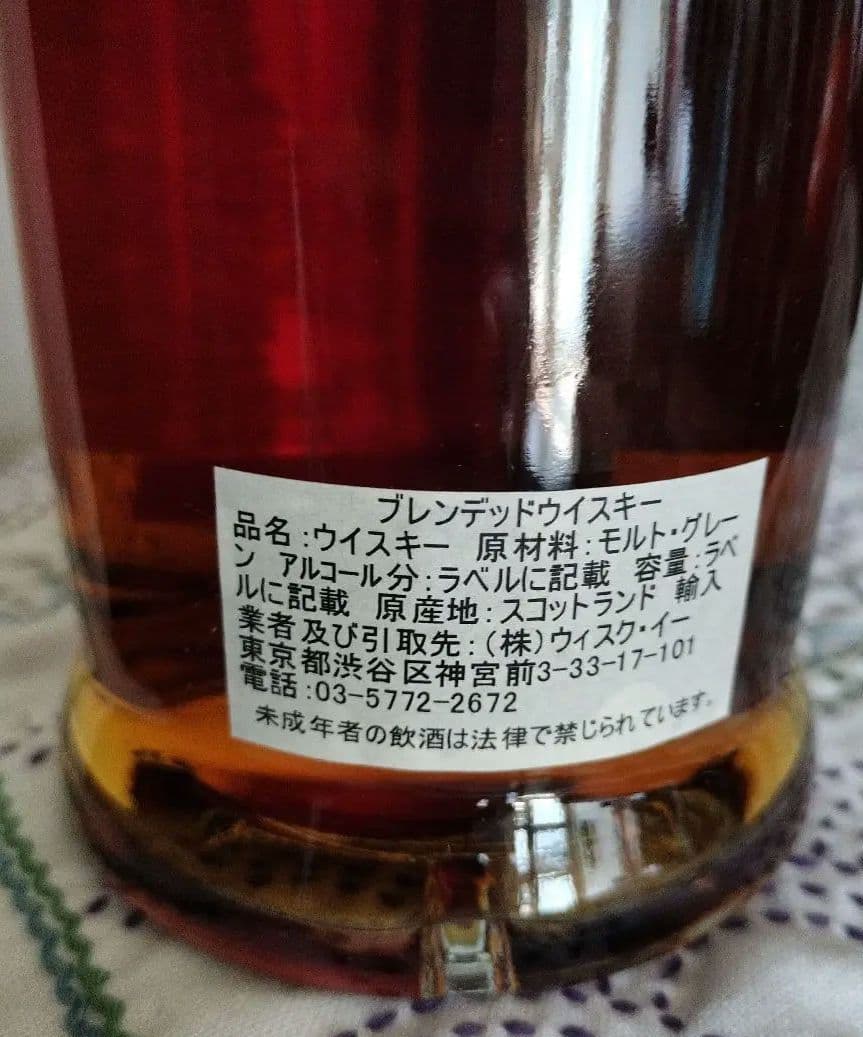 ブレンデッドウイスキー
品名:ウイスキー 原材料:モルト・グレー
ン アルコール分:ラベルに記載 容量:ラベ
ルに記載 原産地:スコットランド 輸入
業者及び引取先:(株)ウィスク・イー
東京都渋谷区神宮前3-33-17-101
電話:03-5772-2672
未成年者の飲酒は法律で禁じられています。